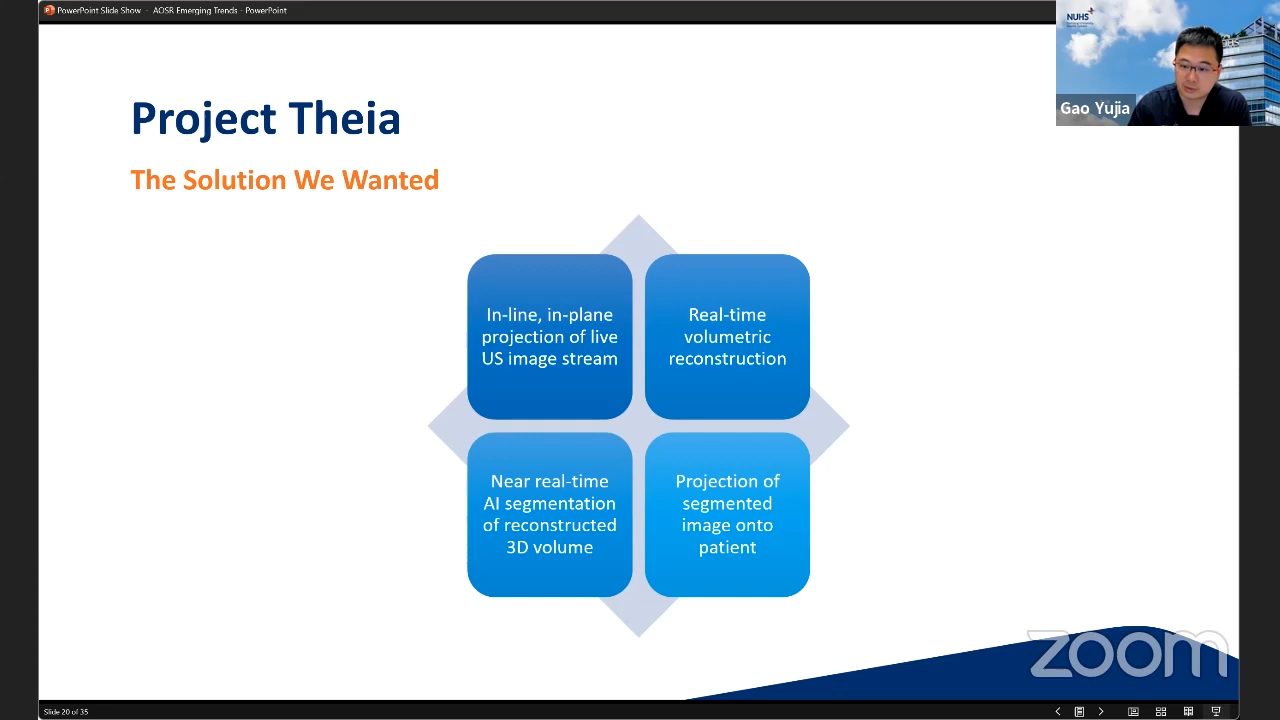 PowerPoint Slide Show - AOSR Emerging Trends - PowerPoint
NUHS
Gao Yujia
Project Theia
The Solution We Wanted
In-line, in-plane
projection of live
US image stream
Real-time
volumetric
reconstruction
Near real-time
AI segmentation
of reconstructed
3D volume
Projection of
segmented
image onto
patient
zoom
Slide 20 of 35